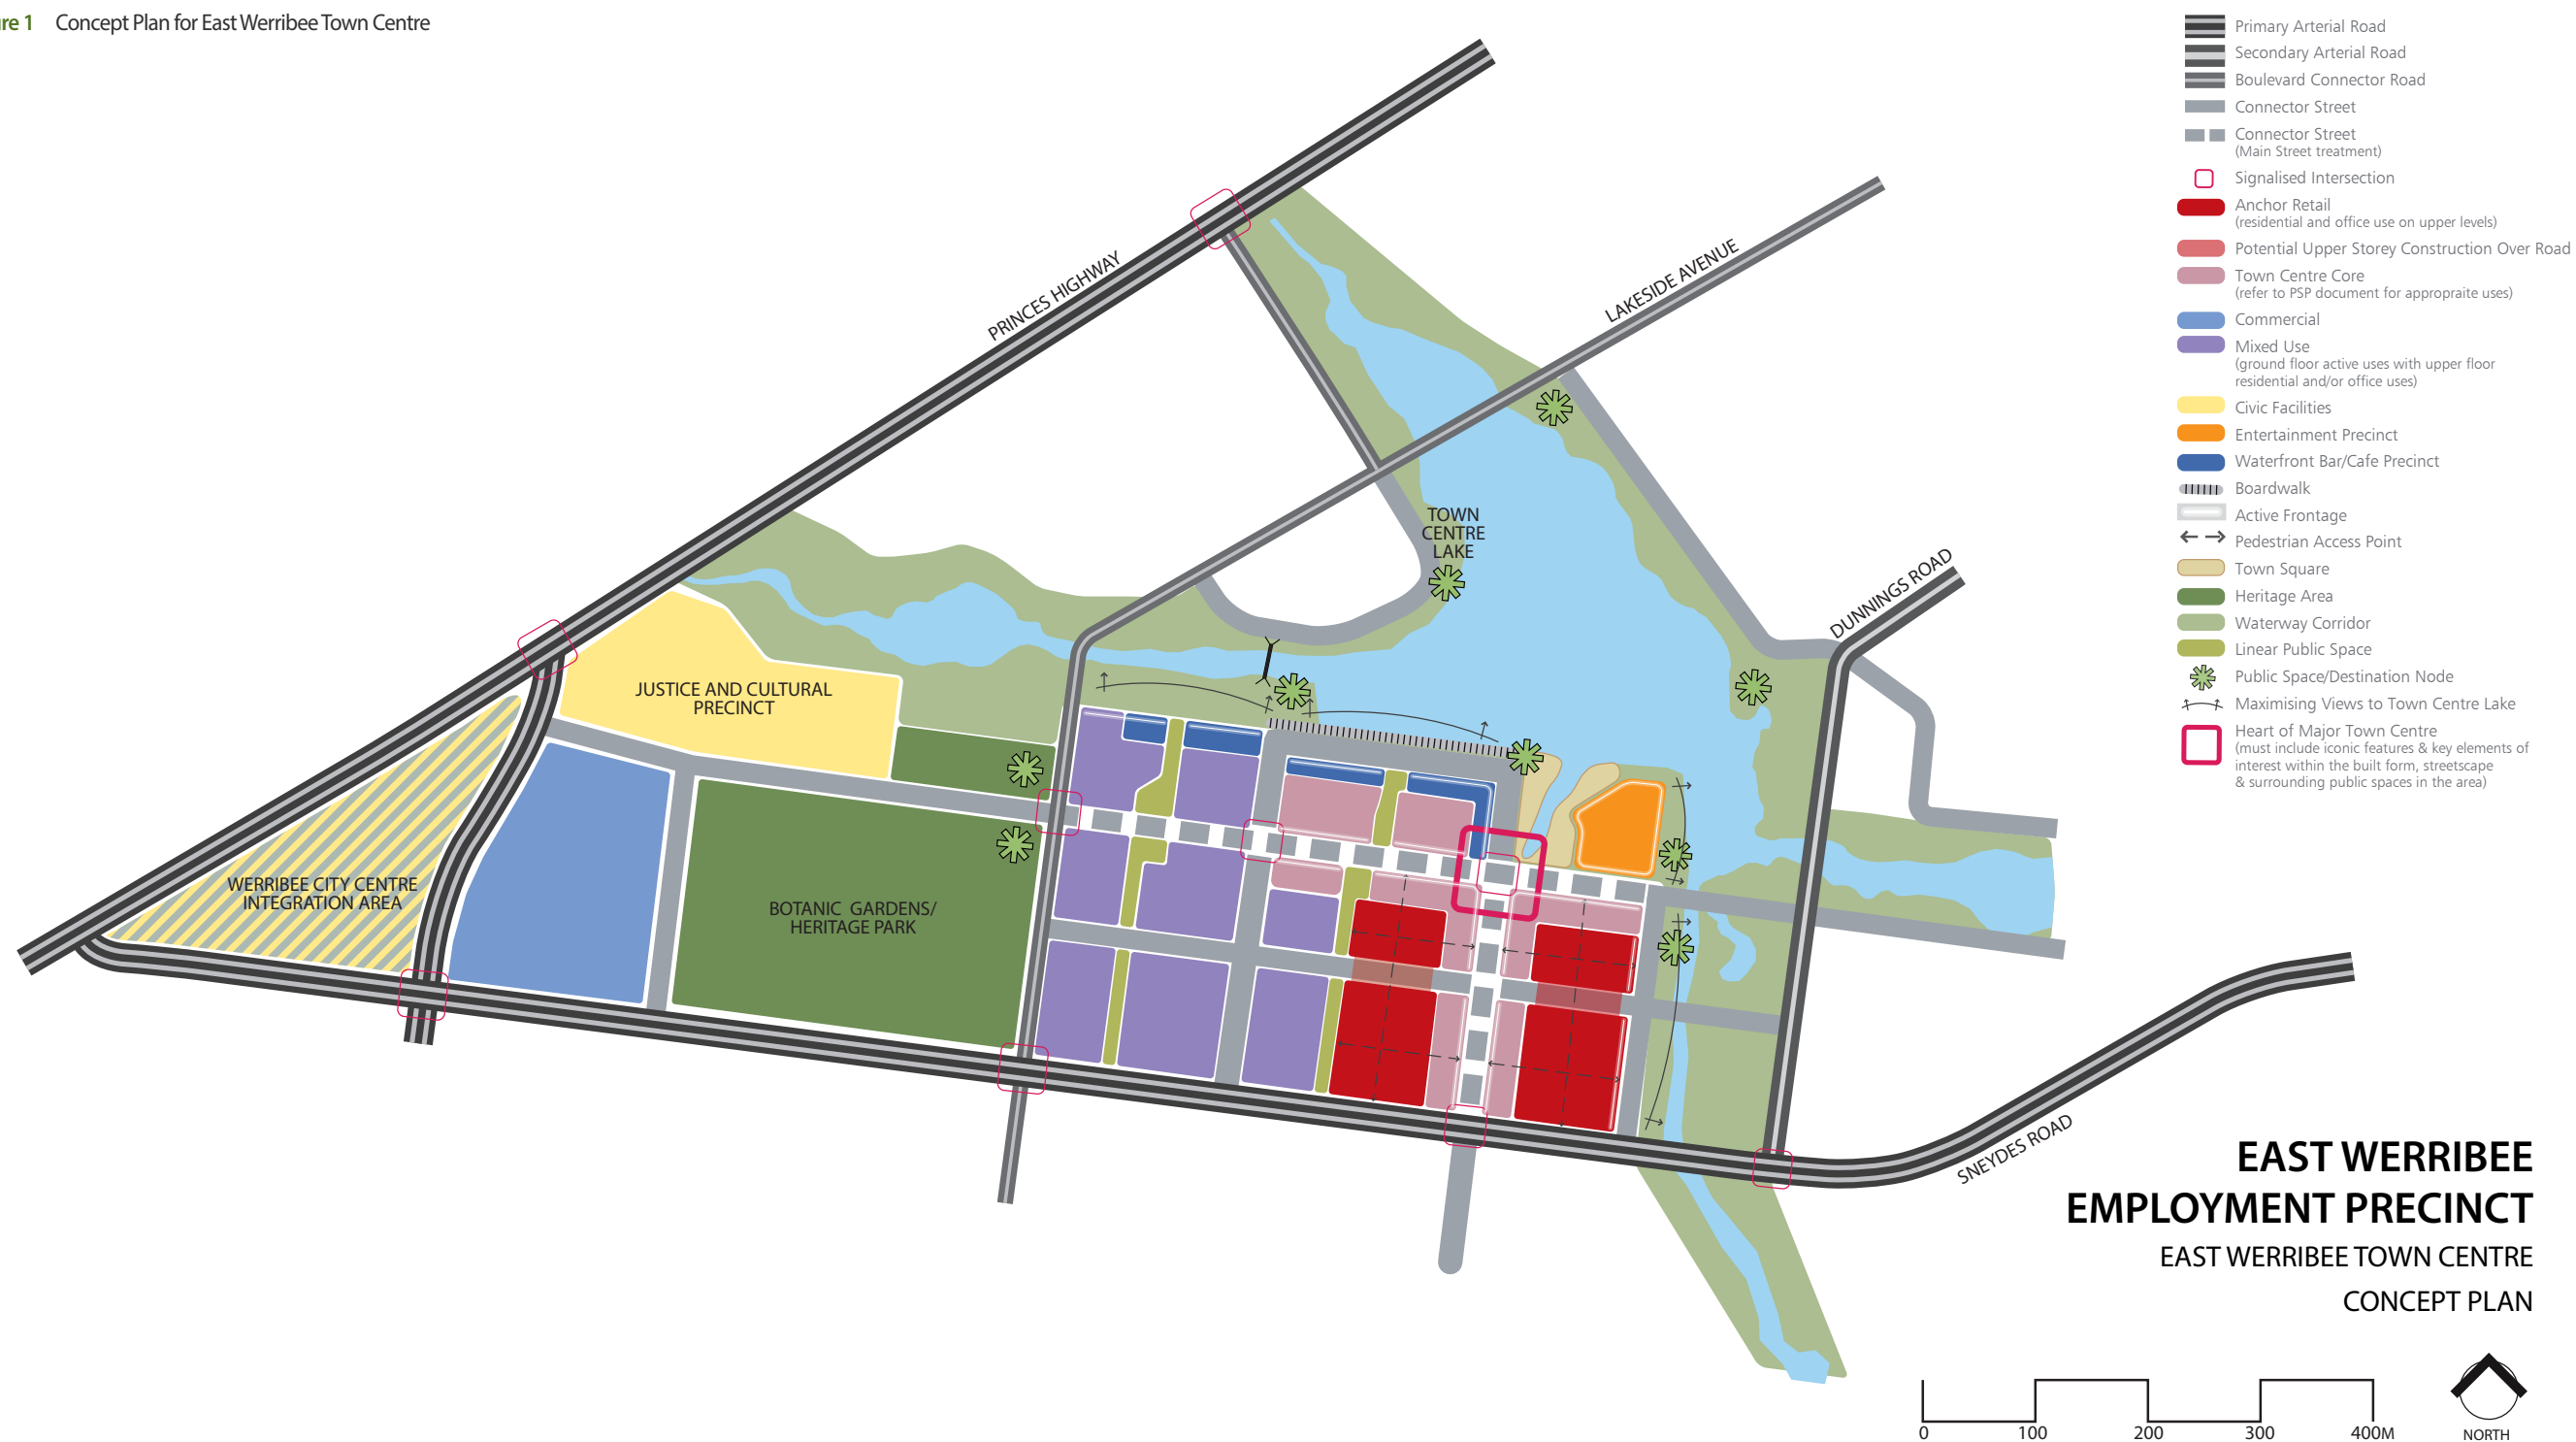 re 1 Concept Plan for East Werribee Town Centre
Primary Arterial Road
Secondary Arterial Road
Boulevard Connector Road
Connector Street
Connector Street
(Main Street treatment)
Signalised Intersection
Anchor Retail
(residential and office use on upper levels)
Potential Upper Storey Construction Over Road
Town Centre Core
(refer to PSP document for appropraite uses)
Commercial
Mixed Use
(ground floor active uses with upper floor
residential and/or office uses)
Civic Facilities
Entertainment Precinct
Waterfront Bar/Cafe Precinct
Boardwalk
Active Frontage
Pedestrian Access Point
Town Square
Heritage Area
Waterway Corridor
Linear Public Space
Public Space/Destination Node
Maximising Views to Town Centre Lake
Heart of Major Town Centre
(must include iconic features & key elements of
interest within the built form, streetscape
& surrounding public spaces in the area)
PRINCES HIGHWAY
LAKESIDE AVENUE
TOWN
CENTRE
LAKE
DUNNINGS ROAD
JUSTICE AND CULTURAL
PRECINCT
WERRIBEE CITY CENTRE
INTEGRATION AREA
BOTANIC GARDENS/
HERITAGE PARK
SNEYDES ROAD
EAST WERRIBEE
EMPLOYMENT PRECINCT
EAST WERRIBEE TOWN CENTRE
CONCEPT PLAN
0 100 200 300 400M
NORTH